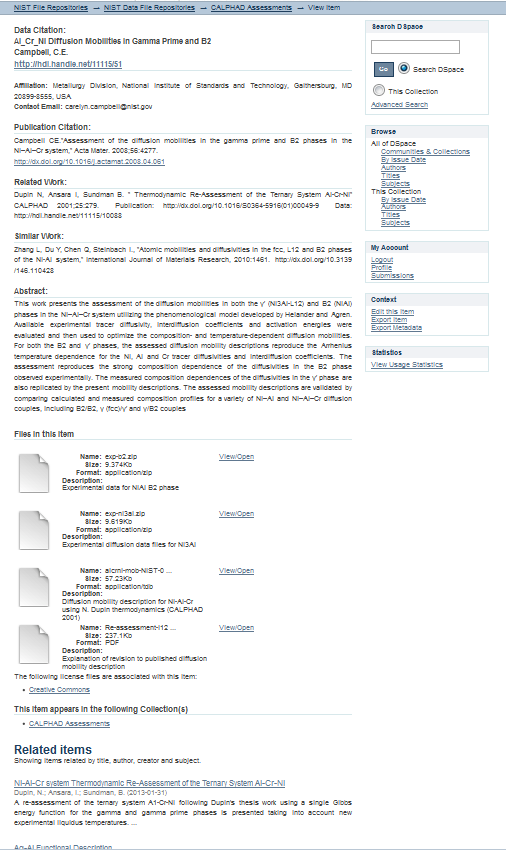 NIST File Repositories → NIST Data File Repositories → CALPHAD Assessments → View Item
Data Citation:
Al_Cr_Ni Diffusion Mobilities in Gamma Prime and B2
Campbell, C.E.
http://hdl.handle.net/11115/51
Affiliation: Metallurgy Division, National Institute of Standards and Technology, Gaithersburg, MD
20899-8555, USA
Contact Email: carelyn.campbell@nist.gov
Publication Citation:
Campbell CE."Assessment of the diffusion mobilities in the gamma prime and B2 phases in the
Ni–Al–Cr system," Acta Mater. 2008;56:4277.
http://dx.doi.org/10.1016/j.actamat.2008.04.061
Related Work:
Dupin N, Ansara I, Sundman B. " Thermodynamic Re-Assessment of the Ternary System Al-Cr-Ni"
CALPHAD 2001;25:279. Publication: http://dx.doi.org/10.1016/S0364-5916(01)00049-9 Data:
http://hdl.handle.net/11115/10088
Similar Work:
Zhang L, Du Y, Chen Q, Steinbach I., "Atomic mobilities and diffusivities in the fcc, L12 and B2 phases
of the Ni-Al system," International Journal of Materials Research, 2010:1461. http://dx.doi.org/10.3139
/146.110428
Abstract:
This work presents the assessment of the diffusion mobilities in both the γ' (Ni3Al-L12) and B2 (NiAl)
phases in the Ni–Al–Cr system utilizing the phenomenological model developed by Helander and Agren.
Available experimental tracer diffusivity, interdiffusion coefficients and activation energies were
evaluated and then used to optimize the composition- and temperature-dependent diffusion mobilities.
For both the B2 and γ' phases, the assessed diffusion mobility descriptions reproduce the Arrhenius
temperature dependence for the Ni, Al and Cr tracer diffusivities and interdiffusion coefficients. The
assessment reproduces the strong composition dependence of the diffusivities in the B2 phase
observed experimentally. The measured composition dependences of the diffusivities in the γ' phase are
also replicated by the present mobility descriptions. The assessed mobility descriptions are validated by
comparing calculated and measured composition profiles for a variety of Ni–Al and Ni–Al–Cr diffusion
couples, including B2/B2, γ (fcc)/γ' and γ/B2 couples
Files in this item
Name: exp-b2.zip View/Open
Size: 9.374Kb
Format: application/zip
Description:
Experimental data for NiAl B2 phase
Name: exp-ni3al.zip View/Open
Size: 9.619Kb
Format: application/zip
Description:
Experimental diffusion data files for Ni3Al
Name: alcrni-mob-NIST-0 ... View/Open
Size: 57.23Kb
Format: application/tdb
Description:
Diffusion mobility description for Ni-Al-Cr
using N. Dupin thermodynamics (CALPHAD
2001)
Name: Re-assessment-l12 ... View/Open
Size: 237.1Kb
Format: PDF
Description:
Explanation of revision to published diffusion
mobility description
The following license files are associated with this item:
• Creative Commons
This item appears in the following Collection(s)
• CALPHAD Assessments
Related items
Showing items related by title, author, creator and subject.
Ni-Al-Cr system Thermodynamic Re-Assessment of the Ternary System Al-Cr-Ni
Dupin, N.; Ansara, I.; Sundman, B. (2013-01-31)
A re-assessment of the ternary system A1-Cr-Ni following Dupin's thesis work using a single Gibbs
energy function for the gamma and gamma prime phases is presented taking into account new
experimental liquidus temperatures. ...
Ag-Al Functional Description
Search DSpace
Go
Search DSpace
This Collection
Advanced Search
Browse
All of DSpace
Communities & Collections
By Issue Date
Authors
Titles
Subjects
This Collection
By Issue Date
Authors
Titles
Subjects
My Account
Logout
Profile
Submissions
Context
Edit this item
Export Item
Export Metadata
Statistics
View Usage Statistics